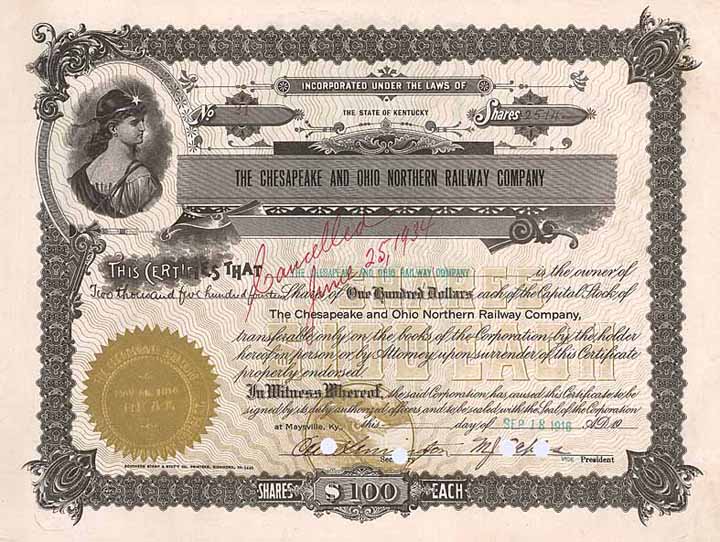 INCORPORATED UNDER THE LAWS OF
No
THE STATE OF KENTUCKY
Shares 2514
THE CHESAPEAKE AND OHIO NORTHERN RAILWAY COMPANY
Cancelled
June 25, 1934
THIS CERTIFIES THAT THE CHESAPEAKE AND OHIO RAILWAY COMPANY is the owner of
Two thousand five hundred fourteen Shares of One Hundred Dollars each of the Capital Stock of
The Chesapeake and Ohio Northern Railway Company,
transferable only on the books of the Corporation by the holder
hereof in person or by Attorney upon surrender of this Certificate
properly endorsed.
In Witness Whereof, the said Corporation has caused this Certificate to be
signed by its duly authorized officers and to be sealed with the Seal of the Corporation
at Maysville, Ky., this day of SEP 18 1918 A.D. 19
Secretary VICE President
SHARES $100 EACH